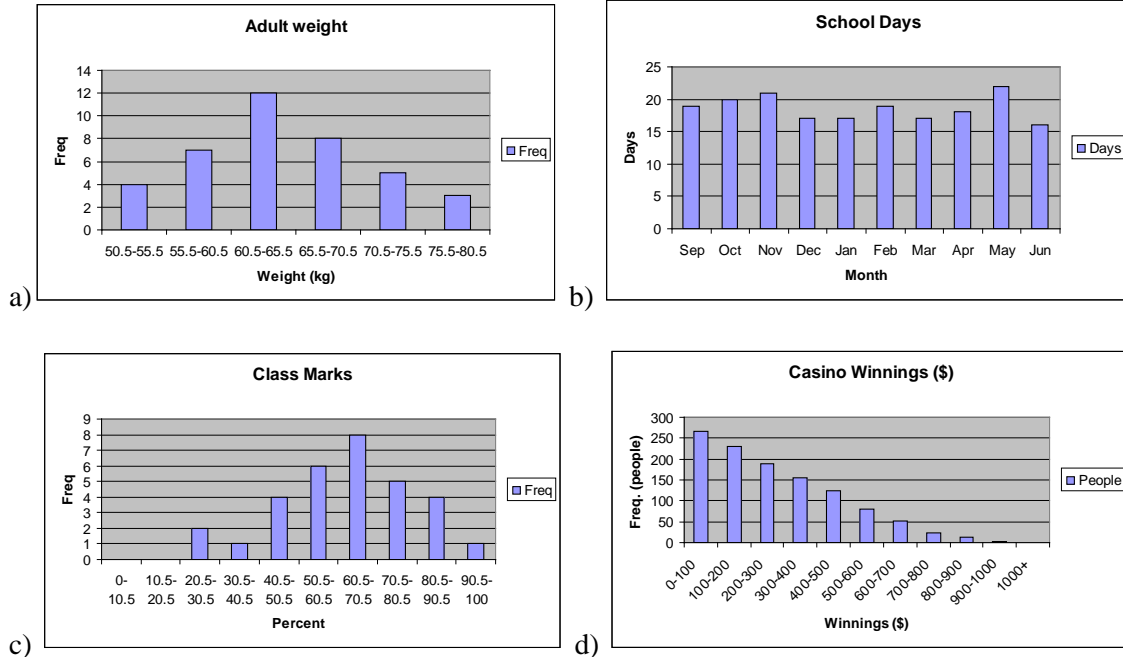 Adult weight
Freq
14
12
10
8
6
4
2
0
50.5-55.5 55.5-60.5 60.5-65.5 65.5-70.5 70.5-75.5 75.5-80.5
Weight (kg)
Freq
a)
School Days
Days
25
20
15
10
5
0
Sep Oct Nov Dec Jan Feb Mar Apr May Jun
Month
Days
b)
Class Marks
Freq
9
8
7
6
5
4
3
2
1
0
0- 10.5- 20.5- 30.5- 40.5- 50.5- 60.5- 70.5- 80.5- 90.5-
10.5 20.5 30.5 40.5 50.5 60.5 70.5 80.5 90.5 100
Percent
Freq
c)
Casino Winnings ($)
Freq. (people)
300
250
200
150
100
50
0
0-100 100-200 200-300 300-400 400-500 500-600 600-700 700-800 800-900 900-1000 1000+
Winnings ($)
People
d)